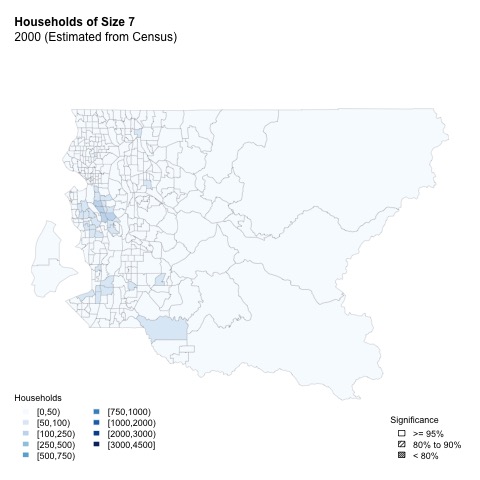 Households of Size 7
2000 (Estimated from Census)
Households
[0,50)
[50,100)
[100,250)
[250,500)
[500,750)
[750,1000)
[1000,2000)
[2000,3000)
[3000,4500]
Significance
>= 95%
80% to 90%
< 80%